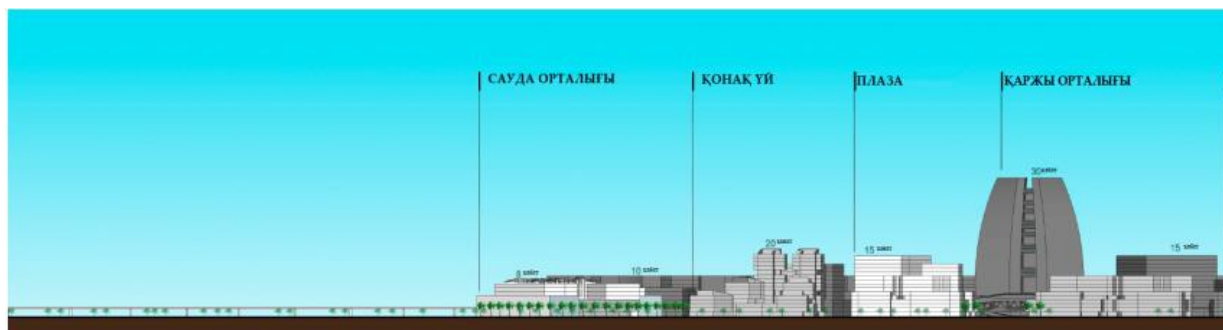 САУДА ОРТАЛЫҒЫ
ҚОНАҚ ҮЙ
ПЛАЗА
ҚАРЖЫ ОРТАЛЫҒЫ
30 қабат
20 қабат
15 қабат
15 қабат
8 қабат
10 қабат